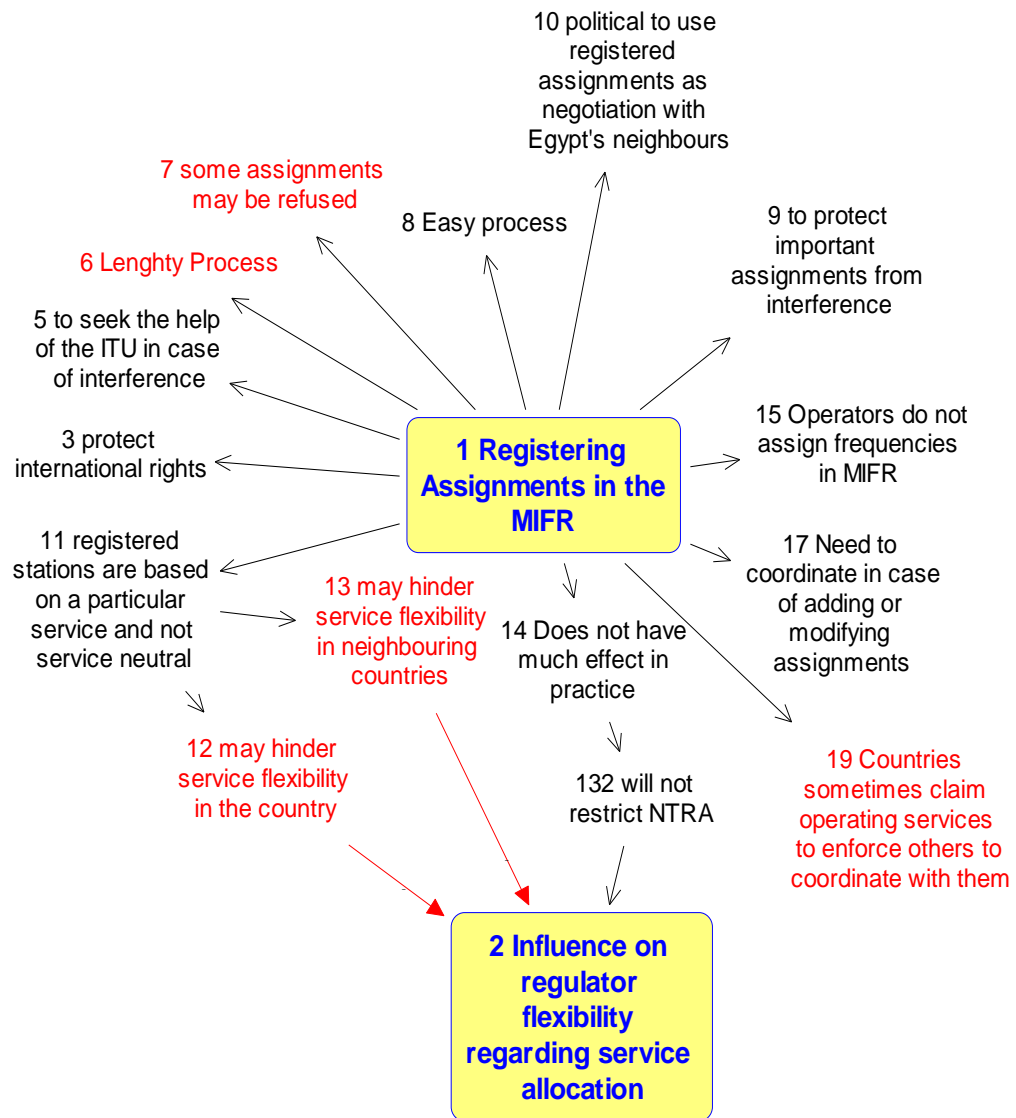 10 political to use
registered
assignments as
negotiation with
Egypt's neighbours
7 some assignments
may be refused
8 Easy process
9 to protect
important
assignments from
interference
6 Lenghty Process
5 to seek the help
of the ITU in case
of interference
3 protect
international rights
1 Registering
Assignments in the
MIFR
15 Operators do not
assign frequencies
in MIFR
11 registered
stations are based
on a particular
service and not
service neutral
13 may hinder
service flexibility
in neighbouring
countries
14 Does not have
much effect in
practice
17 Need to
coordinate in case
of adding or
modifying
assignments
12 may hinder
service flexibility
in the country
132 will not
restrict NTRA
19 Countries
sometimes claim
operating services
to enforce others to
coordinate with them
2 Influence on
regulator
flexibility
regarding service
allocation